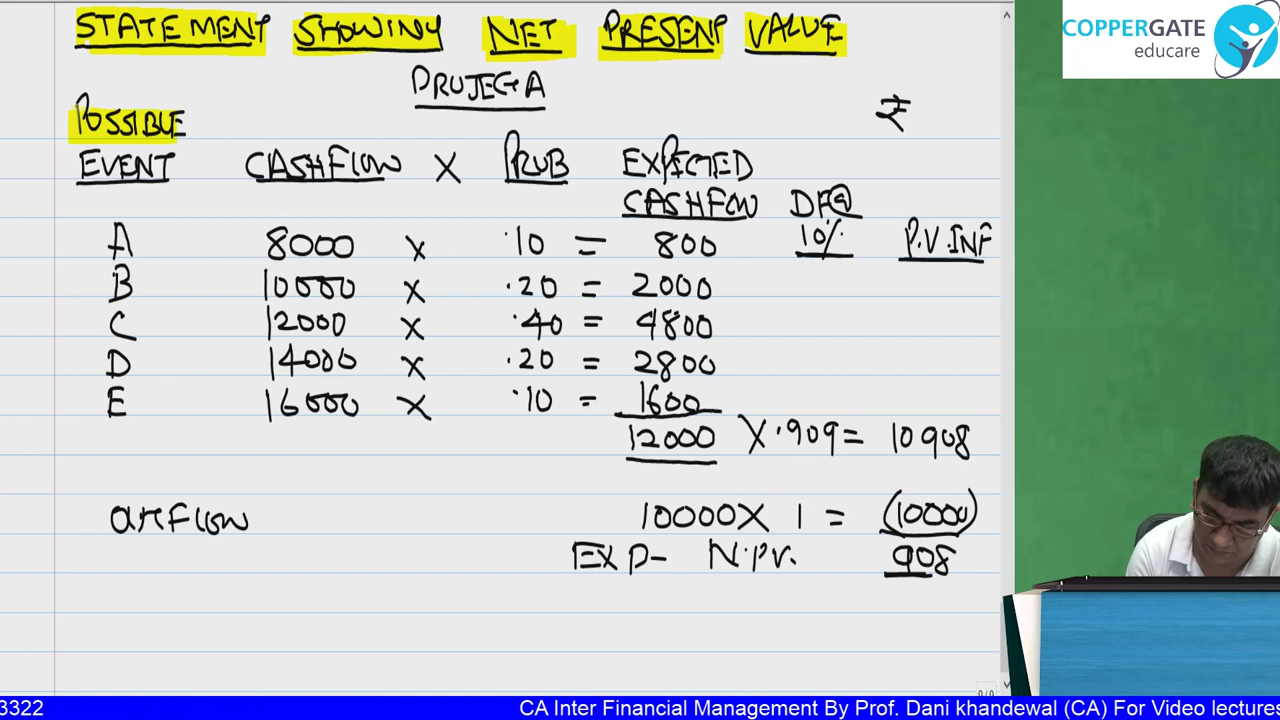 STATEMENT SHOWING NET PRESENT VALUE
COPPERGATE
educare
PROJECT A
₹
POSSIBLE
EVENT CASHFLOW X PROB EXPECTED
CASHFLOW DF@
10% P.V.INF
A 8000 x .10 = 800
B 10000 x .20 = 2000
C 12000 x .40 = 4800
D 14000 x .20 = 2800
E 16000 x .10 = 1600
12000 X .909 = 10908
OUTFLOW 10000 X 1 = (10000)
EXP- N.P.V. 908
3322 CA Inter Financial Management By Prof. Dani khandewal (CA) For Video lectures